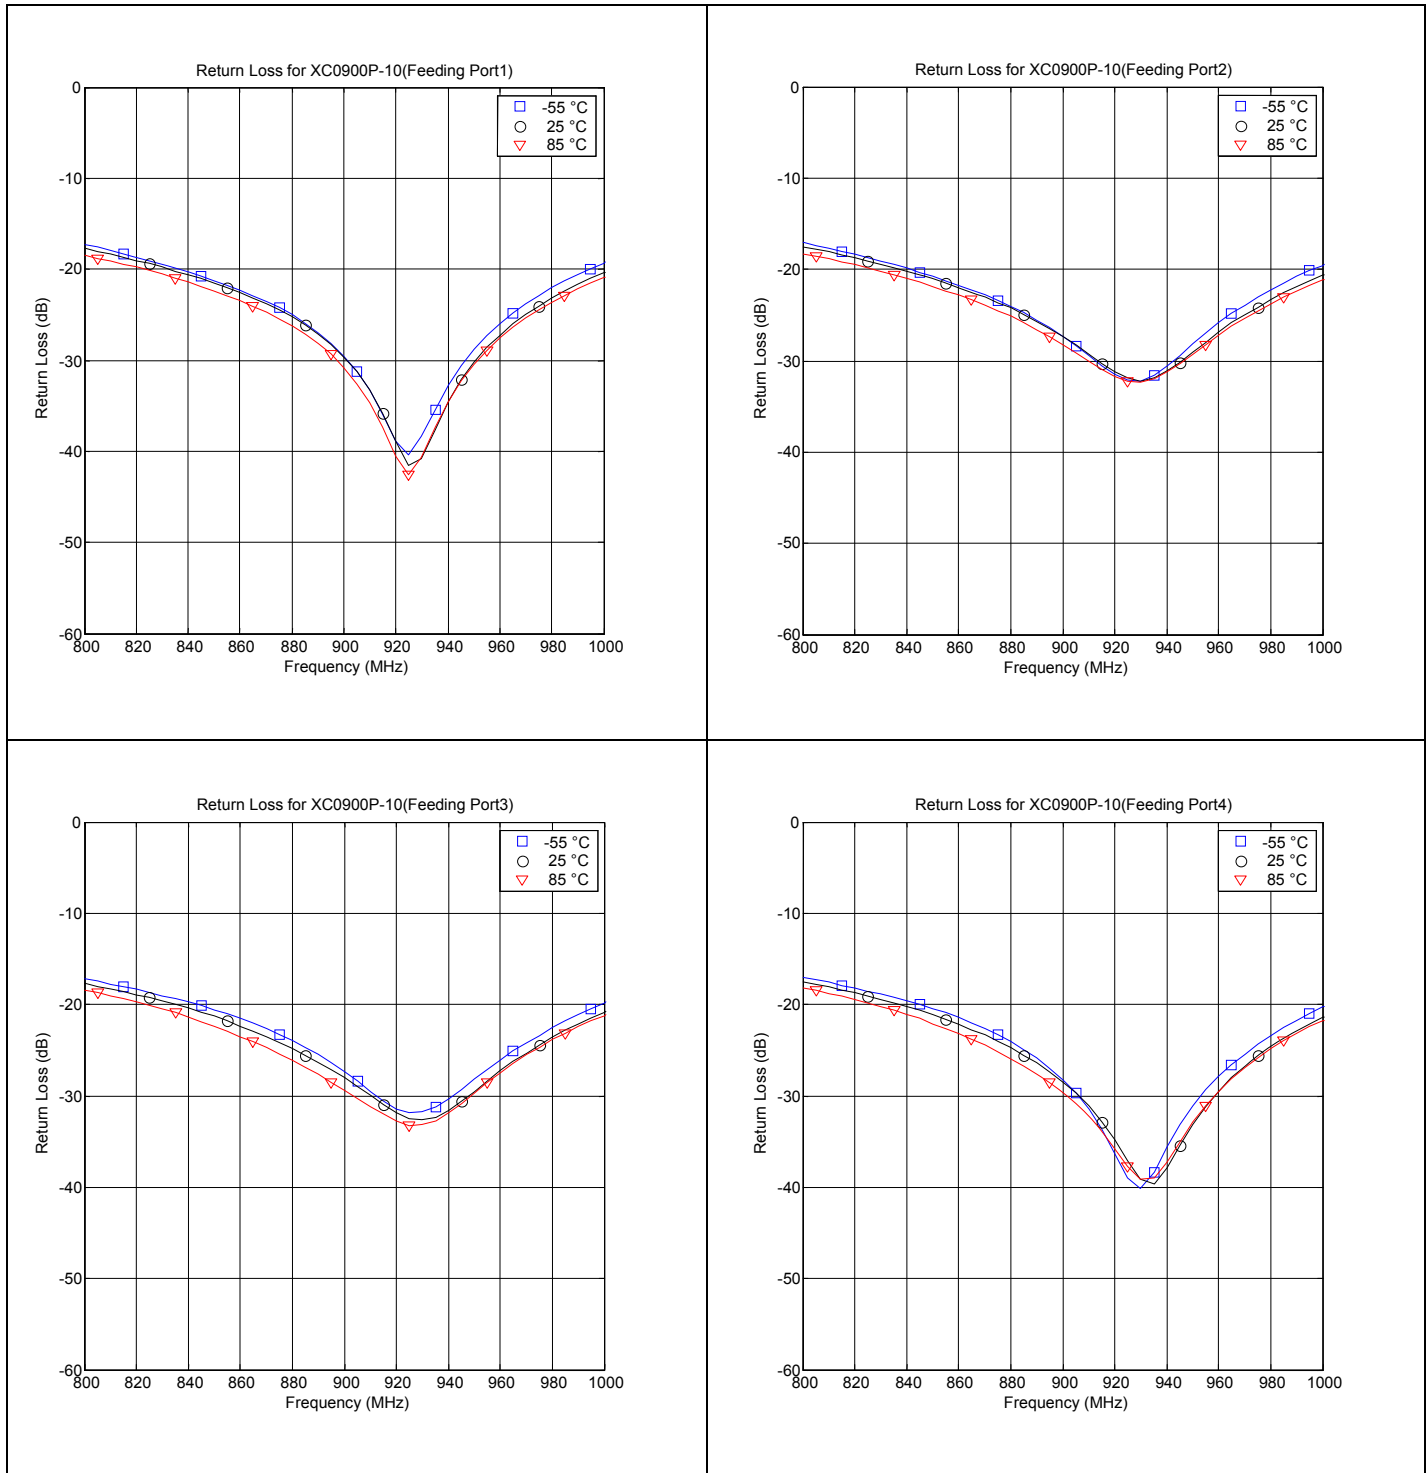 Return Loss for XC0900P-10(Feeding Port1)
-55 °C
25 °C
85 °C
0
-10
-20
-30
-40
-50
-60
Return Loss (dB)
800 820 840 860 880 900 920 940 960 980 1000
Frequency (MHz)
Return Loss for XC0900P-10(Feeding Port2)
-55 °C
25 °C
85 °C
0
-10
-20
-30
-40
-50
-60
Return Loss (dB)
800 820 840 860 880 900 920 940 960 980 1000
Frequency (MHz)
Return Loss for XC0900P-10(Feeding Port3)
-55 °C
25 °C
85 °C
0
-10
-20
-30
-40
-50
-60
Return Loss (dB)
800 820 840 860 880 900 920 940 960 980 1000
Frequency (MHz)
Return Loss for XC0900P-10(Feeding Port4)
-55 °C
25 °C
85 °C
0
-10
-20
-30
-40
-50
-60
Return Loss (dB)
800 820 840 860 880 900 920 940 960 980 1000
Frequency (MHz)